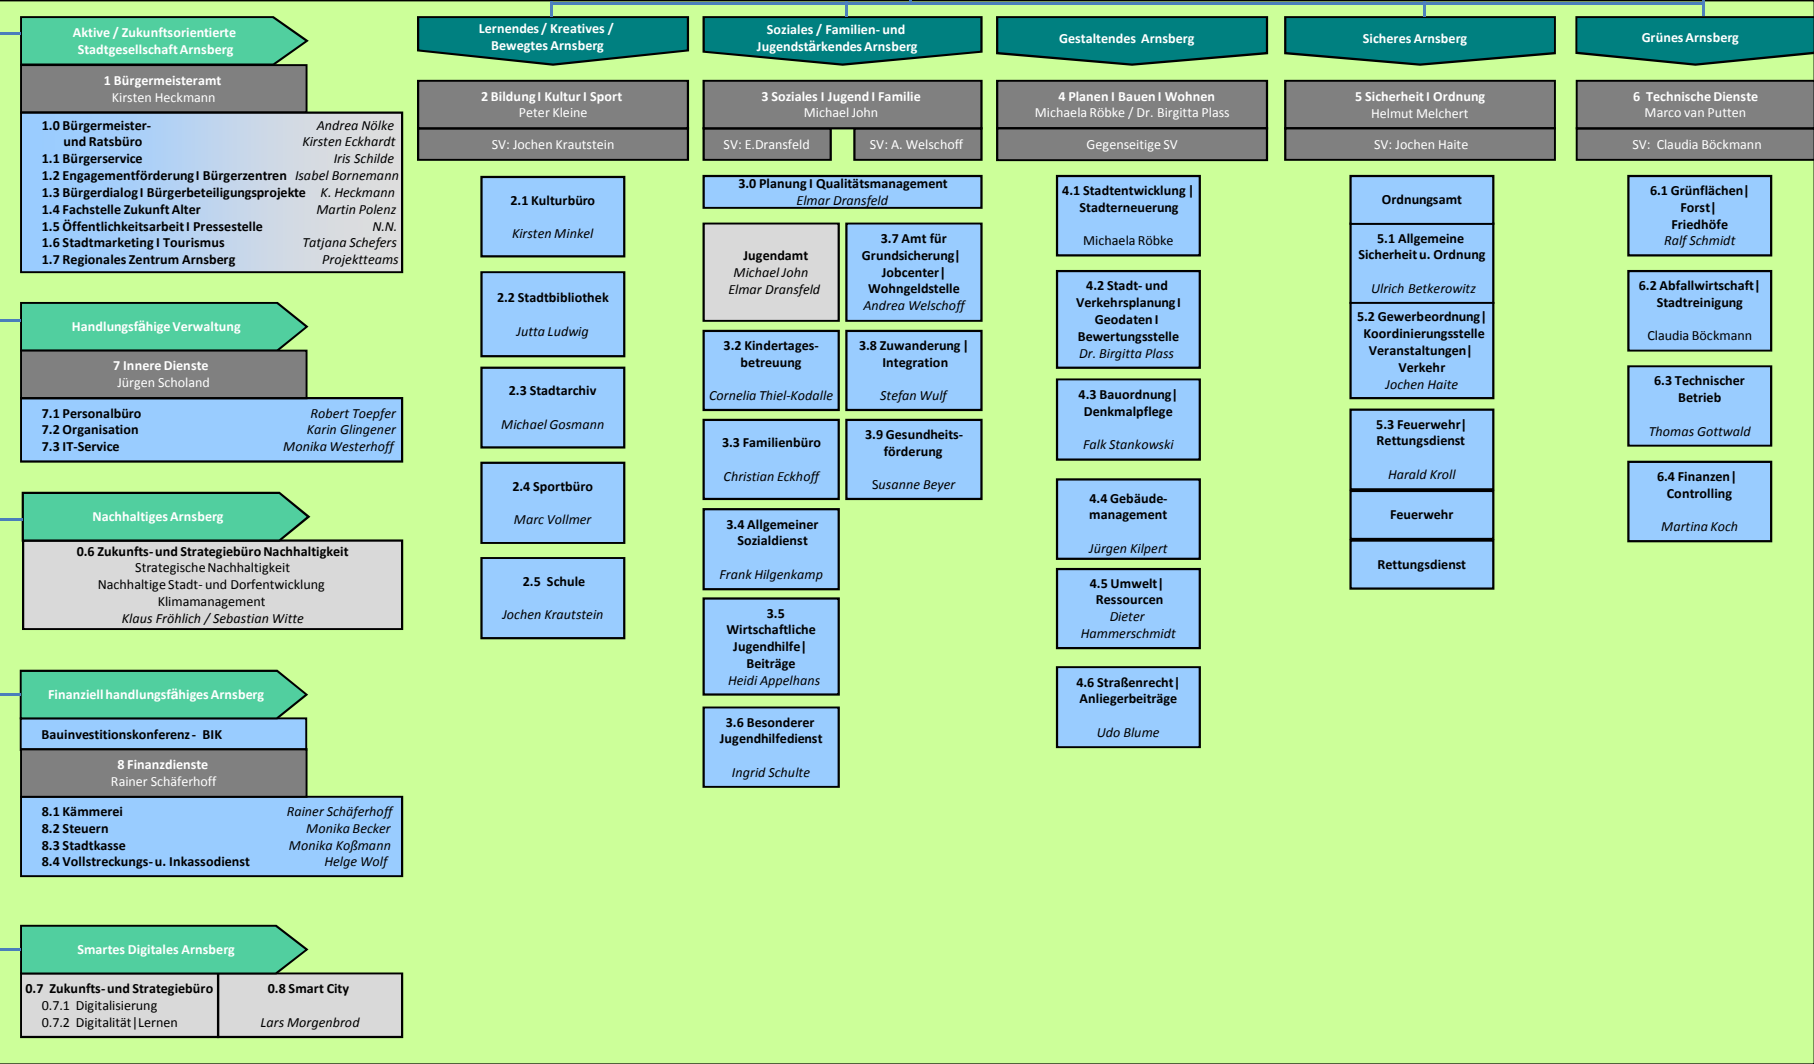 Aktive / Zukunftsorientierte
Stadtgesellschaft Arnsberg
1 Bürgermeisteramt
Kirsten Heckmann
1.0 Bürgermeister- Andrea Nölke
und Ratsbüro Kirsten Eckhardt
1.1 Bürgerservice Iris Schilde
1.2 Engagementförderung I Bürgerzentren Isabel Bornemann
1.3 Bürgerdialog I Bürgerbeteiligungsprojekte K. Heckmann
1.4 Fachstelle Zukunft Alter Martin Polenz
1.5 Öffentlichkeitsarbeit I Pressestelle N.N.
1.6 Stadtmarketing I Tourismus Tatjana Schefers
1.7 Regionales Zentrum Arnsberg Projektteams
Handlungsfähige Verwaltung
7 Innere Dienste
Jürgen Scholand
7.1 Personalbüro Robert Toepfer
7.2 Organisation Karin Glingener
7.3 IT-Service Monika Westerhoff
Nachhaltiges Arnsberg
0.6 Zukunfts- und Strategiebüro Nachhaltigkeit
Strategische Nachhaltigkeit
Nachhaltige Stadt- und Dorfentwicklung
Klimamanagement
Klaus Fröhlich / Sebastian Witte
Finanziell handlungsfähiges Arnsberg
Bauinvestitionskonferenz - BIK
8 Finanzdienste
Rainer Schäferhoff
8.1 Kämmerei Rainer Schäferhoff
8.2 Steuern Monika Becker
8.3 Stadtkasse Monika Koßmann
8.4 Vollstreckungs- u. Inkassodienst Helge Wolf
Smartes Digitales Arnsberg
0.7 Zukunfts- und Strategiebüro
0.7.1 Digitalisierung
0.7.2 Digitalität | Lernen
0.8 Smart City
Lars Morgenbrod
Lernendes / Kreatives /
Bewegtes Arnsberg
2 Bildung I Kultur I Sport
Peter Kleine
SV: Jochen Krautstein
2.1 Kulturbüro
Kirsten Minkel
2.2 Stadtbibliothek
Jutta Ludwig
2.3 Stadtarchiv
Michael Gosmann
2.4 Sportbüro
Marc Vollmer
2.5 Schule
Jochen Krautstein
Soziales / Familien- und
Jugendstärkendes Arnsberg
3 Soziales I Jugend I Familie
Michael John
SV: E.Dransfeld
SV: A. Welschoff
3.0 Planung I Qualitätsmanagement
Elmar Dransfeld
Jugendamt
Michael John
Elmar Dransfeld
3.2 Kindertages-
betreuung
Cornelia Thiel-Kodalle
3.3 Familienbüro
Christian Eckhoff
3.4 Allgemeiner
Sozialdienst
Frank Hilgenkamp
3.5
Wirtschaftliche
Jugendhilfe |
Beiträge
Heidi Appelhans
3.6 Besonderer
Jugendhilfedienst
Ingrid Schulte
3.7 Amt für
Grundsicherung |
Jobcenter |
Wohngeldstelle
Andrea Welschoff
3.8 Zuwanderung |
Integration
Stefan Wulf
3.9 Gesundheits-
förderung
Susanne Beyer
Gestaltendes Arnsberg
4 Planen I Bauen I Wohnen
Michaela Röbke / Dr. Birgitta Plass
Gegenseitige SV
4.1 Stadtentwicklung |
Stadterneuerung
Michaela Röbke
4.2 Stadt- und
Verkehrsplanung I
Geodaten I
Bewertungsstelle
Dr. Birgitta Plass
4.3 Bauordnung |
Denkmalpflege
Falk Stankowski
4.4 Gebäude-
management
Jürgen Kilpert
4.5 Umwelt |
Ressourcen
Dieter
Hammerschmidt
4.6 Straßenrecht |
Anliegerbeiträge
Udo Blume
Sicheres Arnsberg
5 Sicherheit I Ordnung
Helmut Melchert
SV: Jochen Haite
Ordnungsamt
5.1 Allgemeine
Sicherheit u. Ordnung
Ulrich Betkerowitz
5.2 Gewerbeordnung |
Koordinierungsstelle
Veranstaltungen |
Verkehr
Jochen Haite
5.3 Feuerwehr |
Rettungsdienst
Harald Kroll
Feuerwehr
Rettungsdienst
Grünes Arnsberg
6 Technische Dienste
Marco van Putten
SV: Claudia Böckmann
6.1 Grünflächen |
Forst |
Friedhöfe
Ralf Schmidt
6.2 Abfallwirtschaft |
Stadtreinigung
Claudia Böckmann
6.3 Technischer
Betrieb
Thomas Gottwald
6.4 Finanzen |
Controlling
Martina Koch